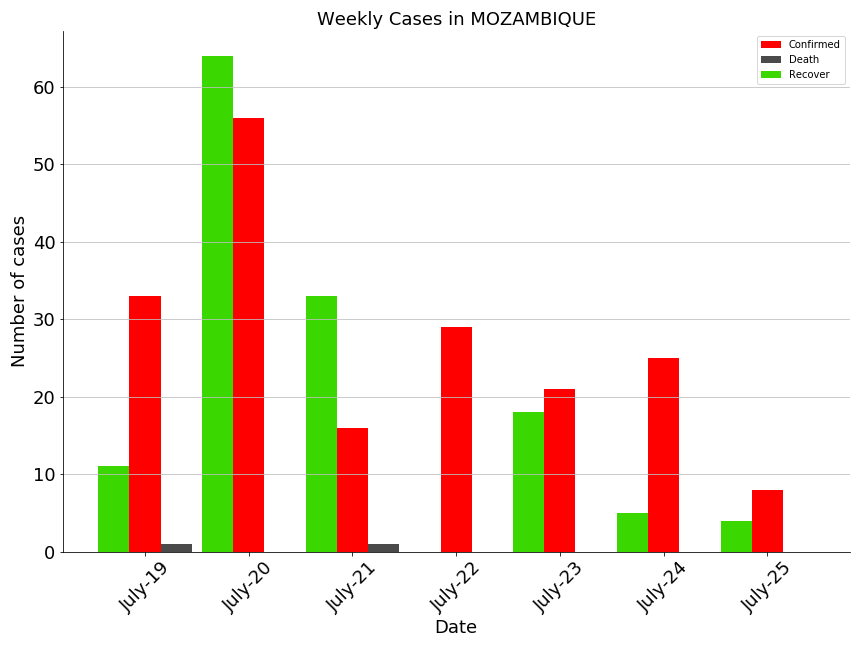 Weekly Cases in MOZAMBIQUE
Confirmed
Death
Recover
Number of cases
60
50
40
30
20
10
0
July-19
July-20
July-21
July-22
July-23
July-24
July-25
Date